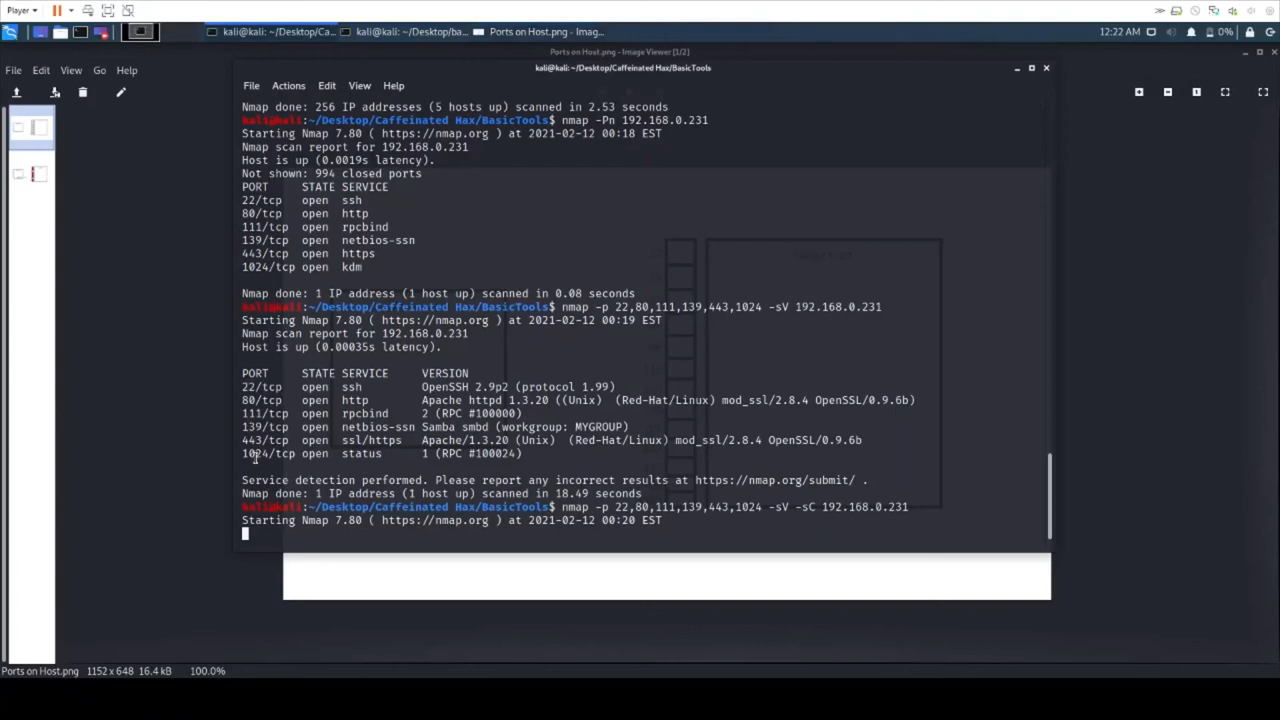 Player
kali@kali: ~/Desktop/Ca...
kali@kali: ~/Desktop/ba...
Ports on Host.png - Imag...
12:22 AM
0%
Ports on Host.png - Image Viewer [1/2]
File Edit View Go Help
kali@kali: ~/Desktop/Caffeinated Hax/BasicTools
File Actions Edit View Help
Nmap done: 256 IP addresses (5 hosts up) scanned in 2.53 seconds
kali@kali:~/Desktop/Caffeinated Hax/BasicTools$ nmap -Pn 192.168.0.231
Starting Nmap 7.80 ( https://nmap.org ) at 2021-02-12 00:18 EST
Nmap scan report for 192.168.0.231
Host is up (0.0019s latency).
Not shown: 994 closed ports
PORT STATE SERVICE
22/tcp open ssh
80/tcp open http
111/tcp open rpcbind
139/tcp open netbios-ssn
443/tcp open https
1024/tcp open kdm
Nmap done: 1 IP address (1 host up) scanned in 0.08 seconds
kali@kali:~/Desktop/Caffeinated Hax/BasicTools$ nmap -p 22,80,111,139,443,1024 -sV 192.168.0.231
Starting Nmap 7.80 ( https://nmap.org ) at 2021-02-12 00:19 EST
Nmap scan report for 192.168.0.231
Host is up (0.00035s latency).
PORT STATE SERVICE VERSION
22/tcp open ssh OpenSSH 2.9p2 (protocol 1.99)
80/tcp open http Apache httpd 1.3.20 ((Unix) (Red-Hat/Linux) mod_ssl/2.8.4 OpenSSL/0.9.6b)
111/tcp open rpcbind 2 (RPC #100000)
139/tcp open netbios-ssn Samba smbd (workgroup: MYGROUP)
443/tcp open ssl/https Apache/1.3.20 (Unix) (Red-Hat/Linux) mod_ssl/2.8.4 OpenSSL/0.9.6b
1024/tcp open status 1 (RPC #100024)
Service detection performed. Please report any incorrect results at https://nmap.org/submit/ .
Nmap done: 1 IP address (1 host up) scanned in 18.49 seconds
kali@kali:~/Desktop/Caffeinated Hax/BasicTools$ nmap -p 22,80,111,139,443,1024 -sV -sC 192.168.0.231
Starting Nmap 7.80 ( https://nmap.org ) at 2021-02-12 00:20 EST
Ports on Host.png 1152 x 648 16.4 kB 100.0%